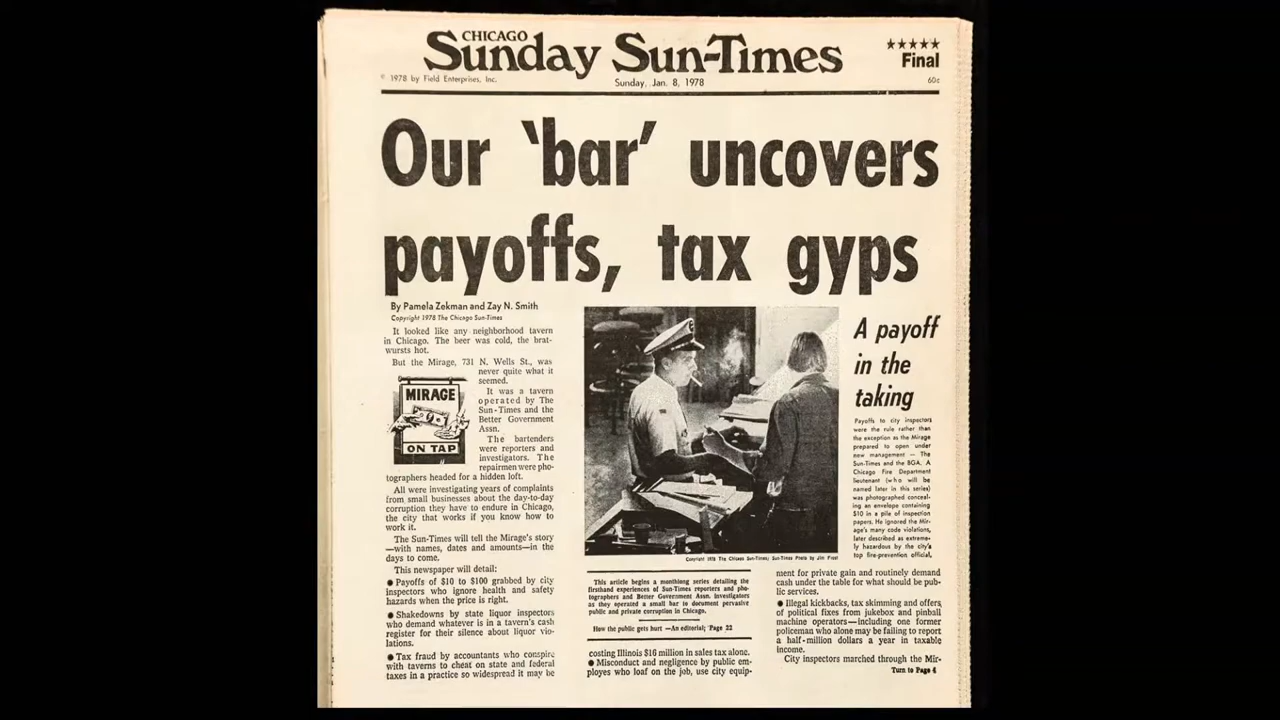 CHICAGO
Sunday Sun-Times
★★★★★
Final
© 1978 by Field Enterprises, Inc.
Sunday, Jan. 8, 1978
60¢
Our 'bar' uncovers
payoffs, tax gyps
By Pamela Zekman and Zay N. Smith
Copyright 1978 The Chicago Sun-Times
It looked like any neighborhood tavern
in Chicago. The beer was cold, the brat-
wursts hot.
But the Mirage, 731 N. Wells St., was
never quite what it
seemed.
It was a tavern
operated by The
Sun-Times and the
Better Government
Assn.
The bartenders
were reporters and
investigators. The
repairmen were pho-
tographers headed for a hidden loft.
MIRAGE
ON TAP
All were investigating years of complaints
from small businesses about the day-to-day
corruption they have to endure in Chicago,
the city that works if you know how to
work it.
The Sun-Times will tell the Mirage's story
—with names, dates and amounts—in the
days to come.
This newspaper will detail:
● Payoffs of $10 to $100 grabbed by city
inspectors who ignore health and safety
hazards when the price is right.
● Shakedowns by state liquor inspectors
who demand whatever is in a tavern's cash
register for their silence about liquor vio-
lations.
● Tax fraud by accountants who conspire
with taverns to cheat on state and federal
taxes in a practice so widespread it may be
Copyright 1978 The Chicago Sun-Times; Sun-Times Photo by Jim Frost
A payoff
in the
taking
Payoffs to city inspectors
were the rule rather than
the exception as the Mirage
prepared to open under
new management — The
Sun-Times and the BGA. A
Chicago Fire Department
lieutenant (who will be
named later in this series)
was photographed conceal-
ing an envelope containing
$10 in a pile of inspection
papers. He ignored the Mir-
age's many code violations,
later described as extreme-
ly hazardous by the city's
top fire-prevention official.
This article begins a monthlong series detailing the
firsthand experiences of Sun-Times reporters and pho-
tographers and Better Government Assn. investigators
as they operated a small bar to document pervasive
public and private corruption in Chicago.
How the public gets hurt —An editorial; Page 22
costing Illinois $16 million in sales tax alone.
● Misconduct and negligence by public em-
ployes who loaf on the job, use city equip-
ment for private gain and routinely demand
cash under the table for what should be pub-
lic services.
● Illegal kickbacks, tax skimming and offers
of political fixes from jukebox and pinball
machine operators—including one former
policeman who alone may be failing to report
a half-million dollars a year in taxable
income.
City inspectors marched through the Mir-
Turn to Page 4